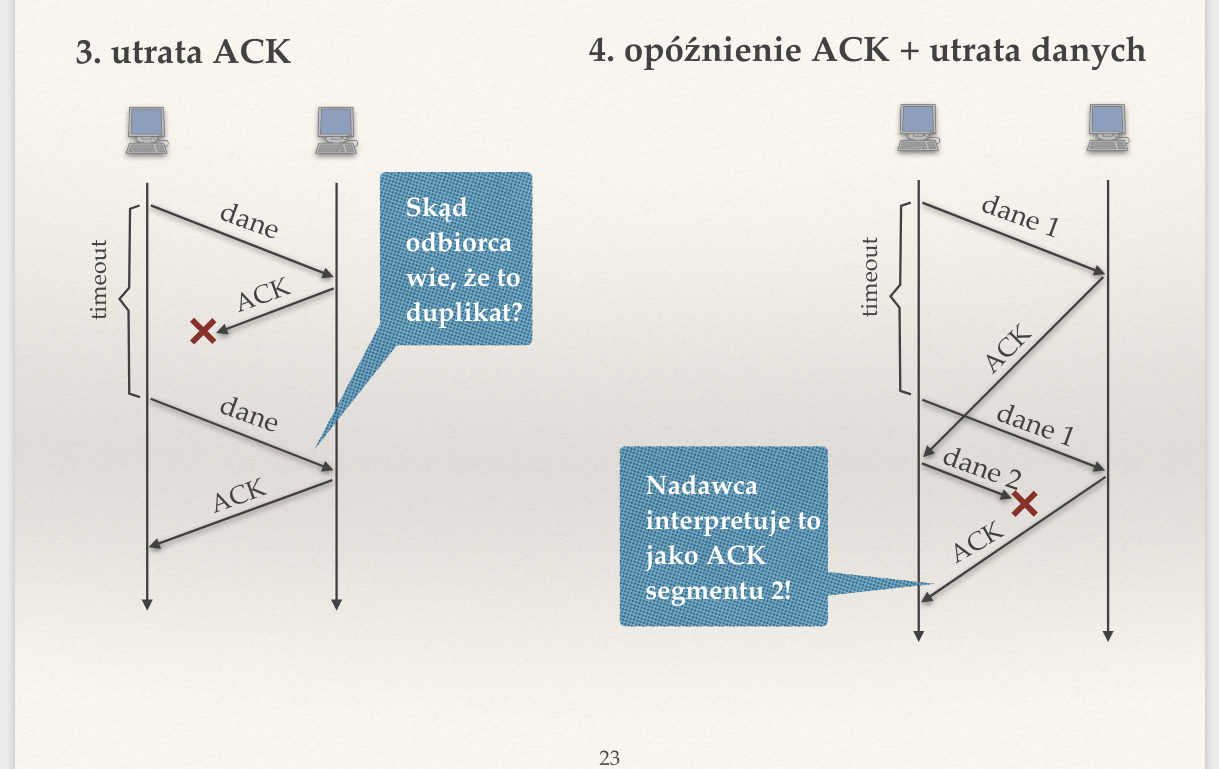 3. utrata ACK
timeout
dane
ACK
dane
ACK
Skąd
odbiorca
wie, że to
duplikat?
4. opóźnienie ACK + utrata danych
timeout
dane 1
ACK
dane 1
dane 2
ACK
Nadawca
interpretuje to
jako ACK
segmentu 2!
23